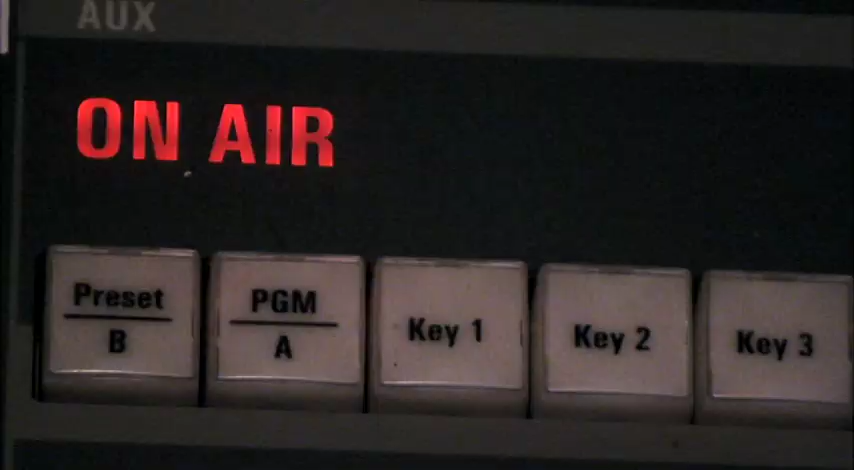 AUX
ON AIR
Preset
B
PGM
A
Key 1
Key 2
Key 3